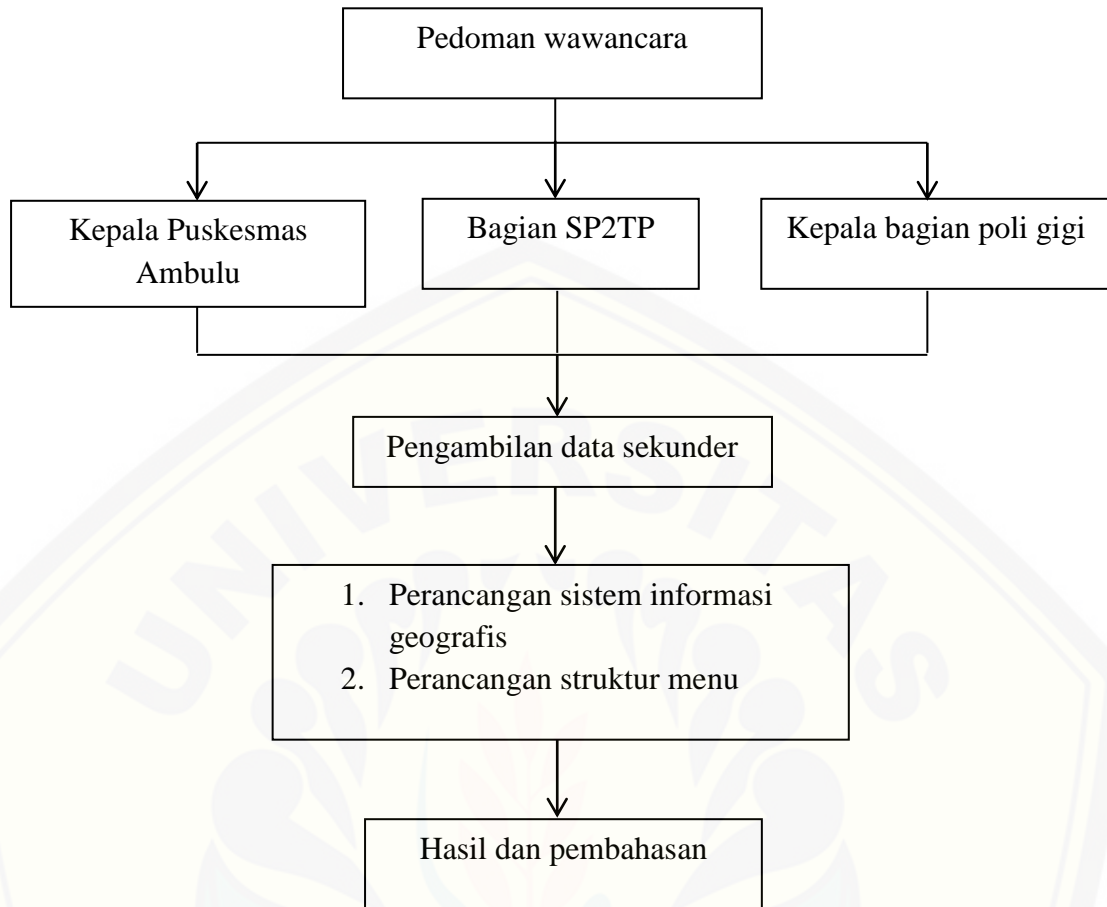 Pedoman wawancara
Kepala Puskesmas
Ambulu
Bagian SP2TP
Kepala bagian poli gigi
Pengambilan data sekunder
1. Perancangan sistem informasi
geografis
2. Perancangan struktur menu
Hasil dan pembahasan
UNIVERSITAS